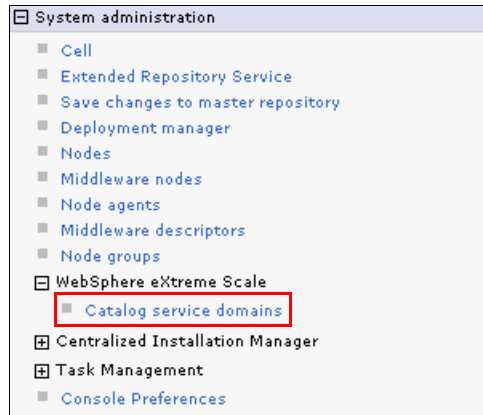 System administration
Cell
Extended Repository Service
Save changes to master repository
Deployment manager
Nodes
Middleware nodes
Node agents
Middleware descriptors
Node groups
WebSphere eXtreme Scale
Catalog service domains
Centralized Installation Manager
Task Management
Console Preferences